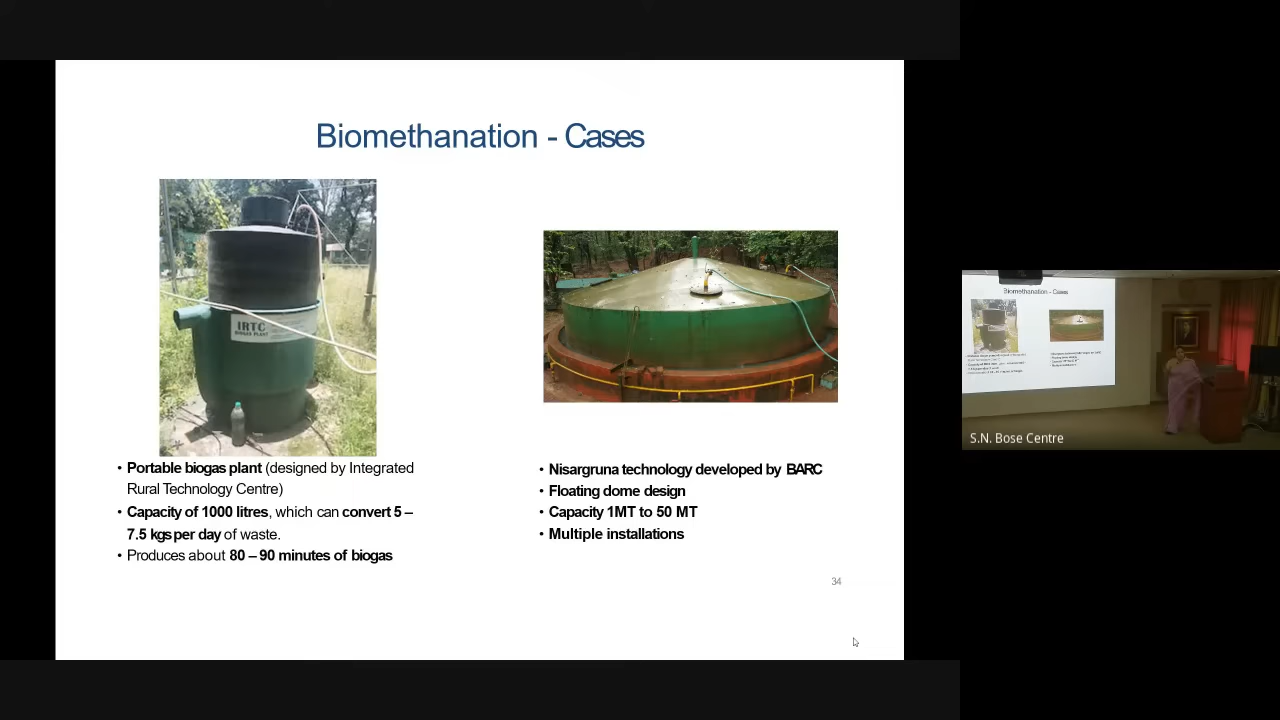 Biomethanation - Cases
IRTC
BIOGAS PLANT
• Portable biogas plant (designed by Integrated
Rural Technology Centre)
• Capacity of 1000 litres, which can convert 5 –
7.5 kgs per day of waste.
• Produces about 80 – 90 minutes of biogas
• Nisargruna technology developed by BARC
• Floating dome design
• Capacity 1MT to 50 MT
• Multiple installations
34
Biomethanation - Cases
S.N. Bose Centre